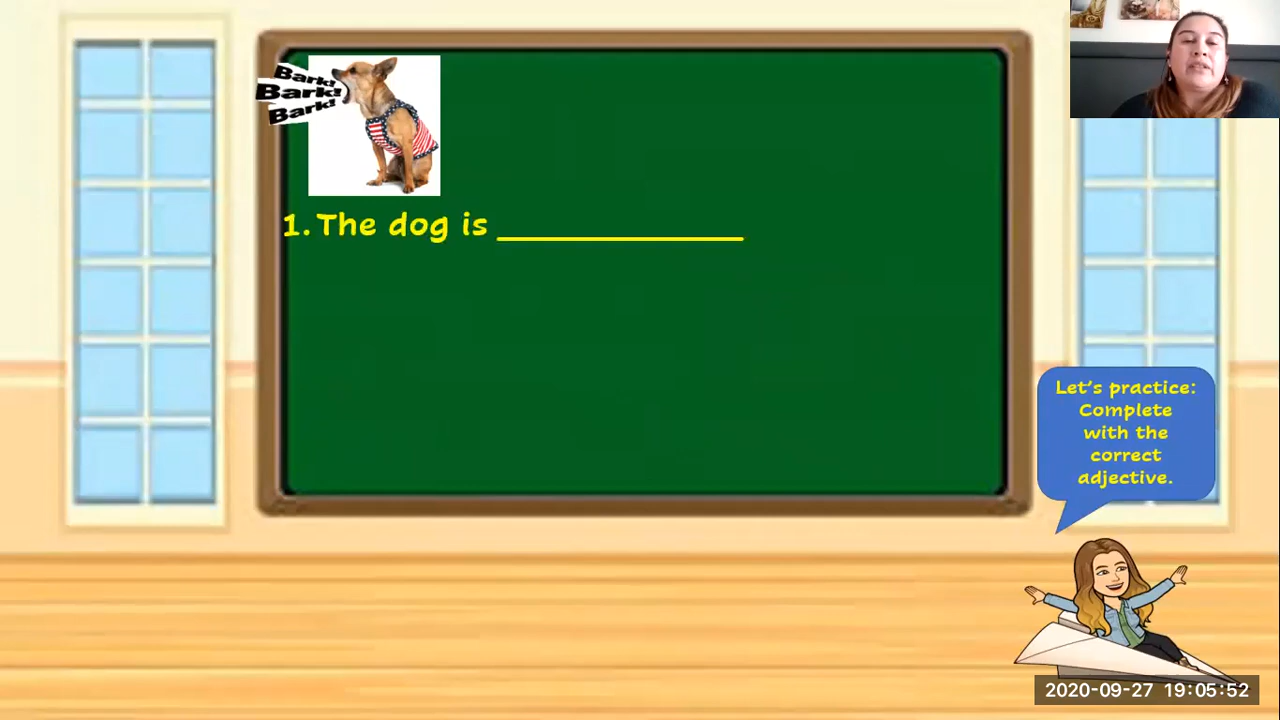 Bark!
Bark!
Bark!
1. The dog is ______________
Let's practice:
Complete
with the
correct
adjective.
2020-09-27 19:05:52